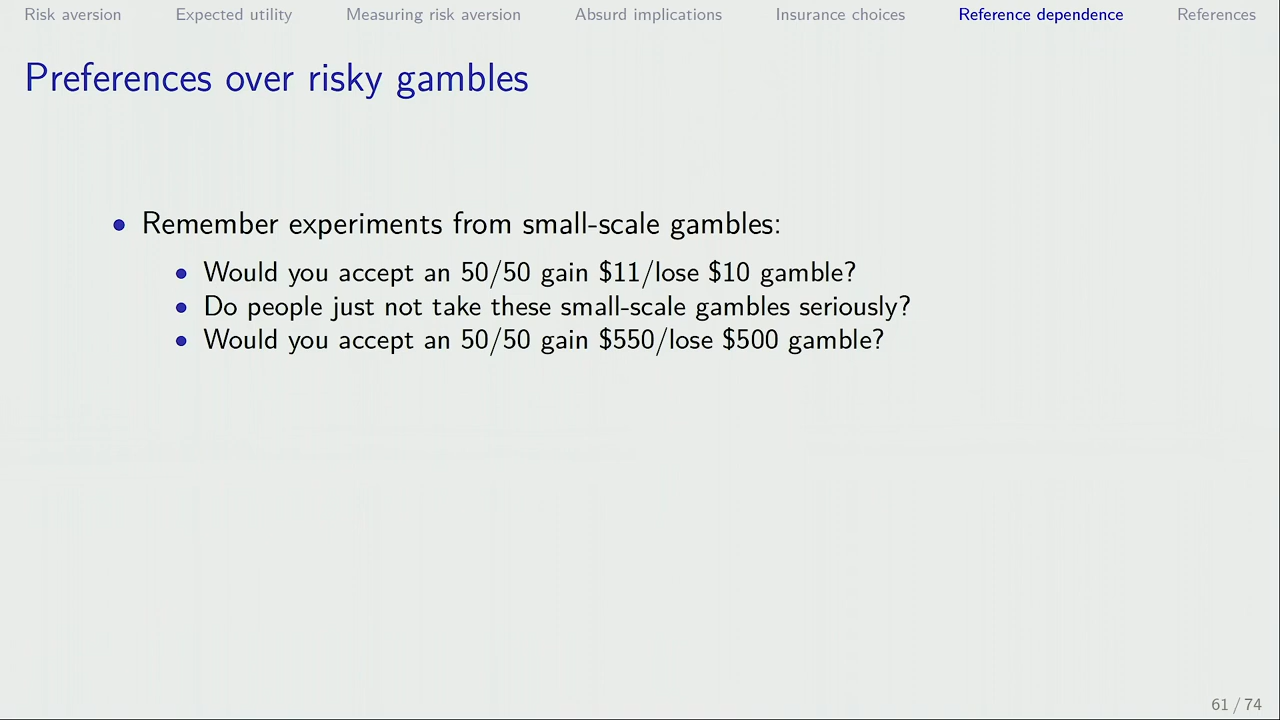 Risk aversion Expected utility Measuring risk aversion Absurd implications Insurance choices Reference dependence References
Preferences over risky gambles
• Remember experiments from small-scale gambles:
• Would you accept an 50/50 gain $11/lose $10 gamble?
• Do people just not take these small-scale gambles seriously?
• Would you accept an 50/50 gain $550/lose $500 gamble?
61 / 74